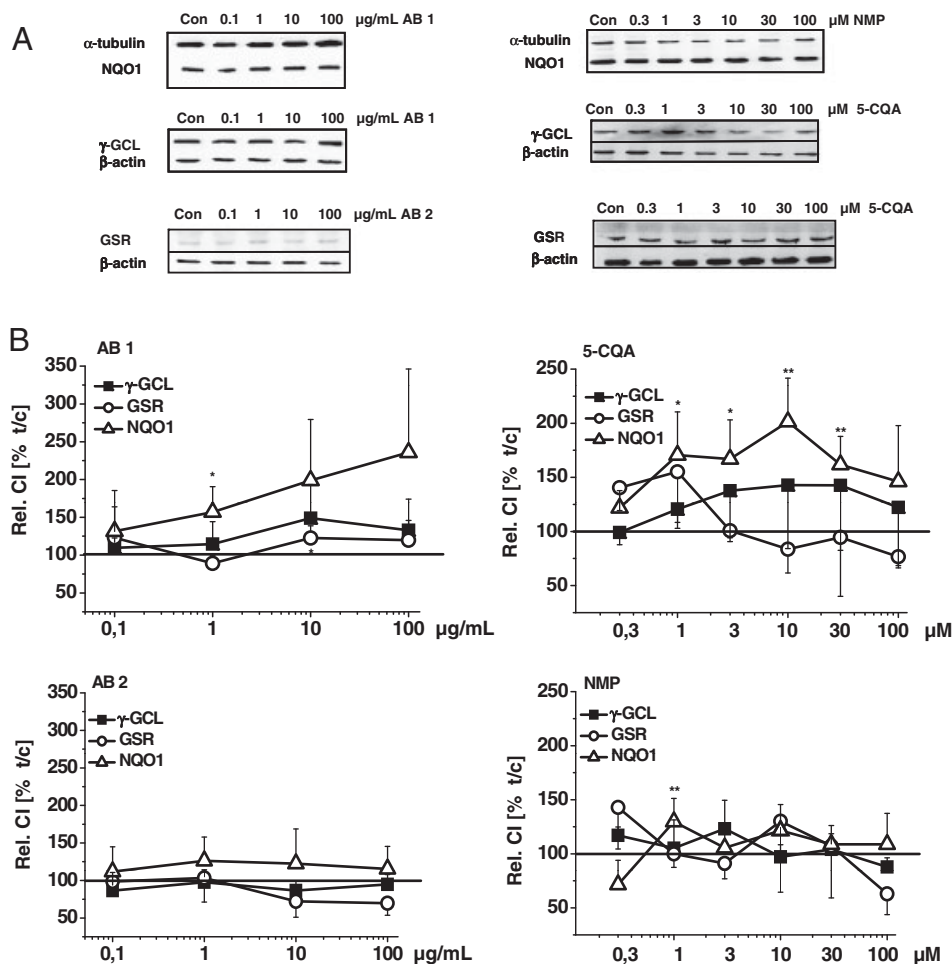 A
Con 0.1 1 10 100 µg/mL AB 1
α-tubulin
NQO1
Con 0.1 1 10 100 µg/mL AB 1
γ-GCL
β-actin
Con 0.1 1 10 100 µg/mL AB 2
GSR
β-actin
Con 0.3 1 3 10 30 100 µM NMP
α-tubulin
NQO1
Con 0.3 1 3 10 30 100 µM 5-CQA
γ-GCL
β-actin
Con 0.3 1 3 10 30 100 µM 5-CQA
GSR
β-actin
B
AB 1
γ-GCL
GSR
NQO1
Rel. CI [% t/c]
350
300
250
200
150
100
50
*
*
0,1 1 10 100 µg/mL
5-CQA
γ-GCL
GSR
NQO1
Rel. CI [% t/c]
250
200
150
100
50
* * ** **
0,3 1 3 10 30 100 µM
AB 2
γ-GCL
GSR
NQO1
Rel. CI [% t/c]
350
300
250
200
150
100
50
0,1 1 10 100 µg/mL
NMP
γ-GCL
GSR
NQO1
Rel. CI [% t/c]
250
200
150
100
50
**
0,3 1 3 10 30 100 µM